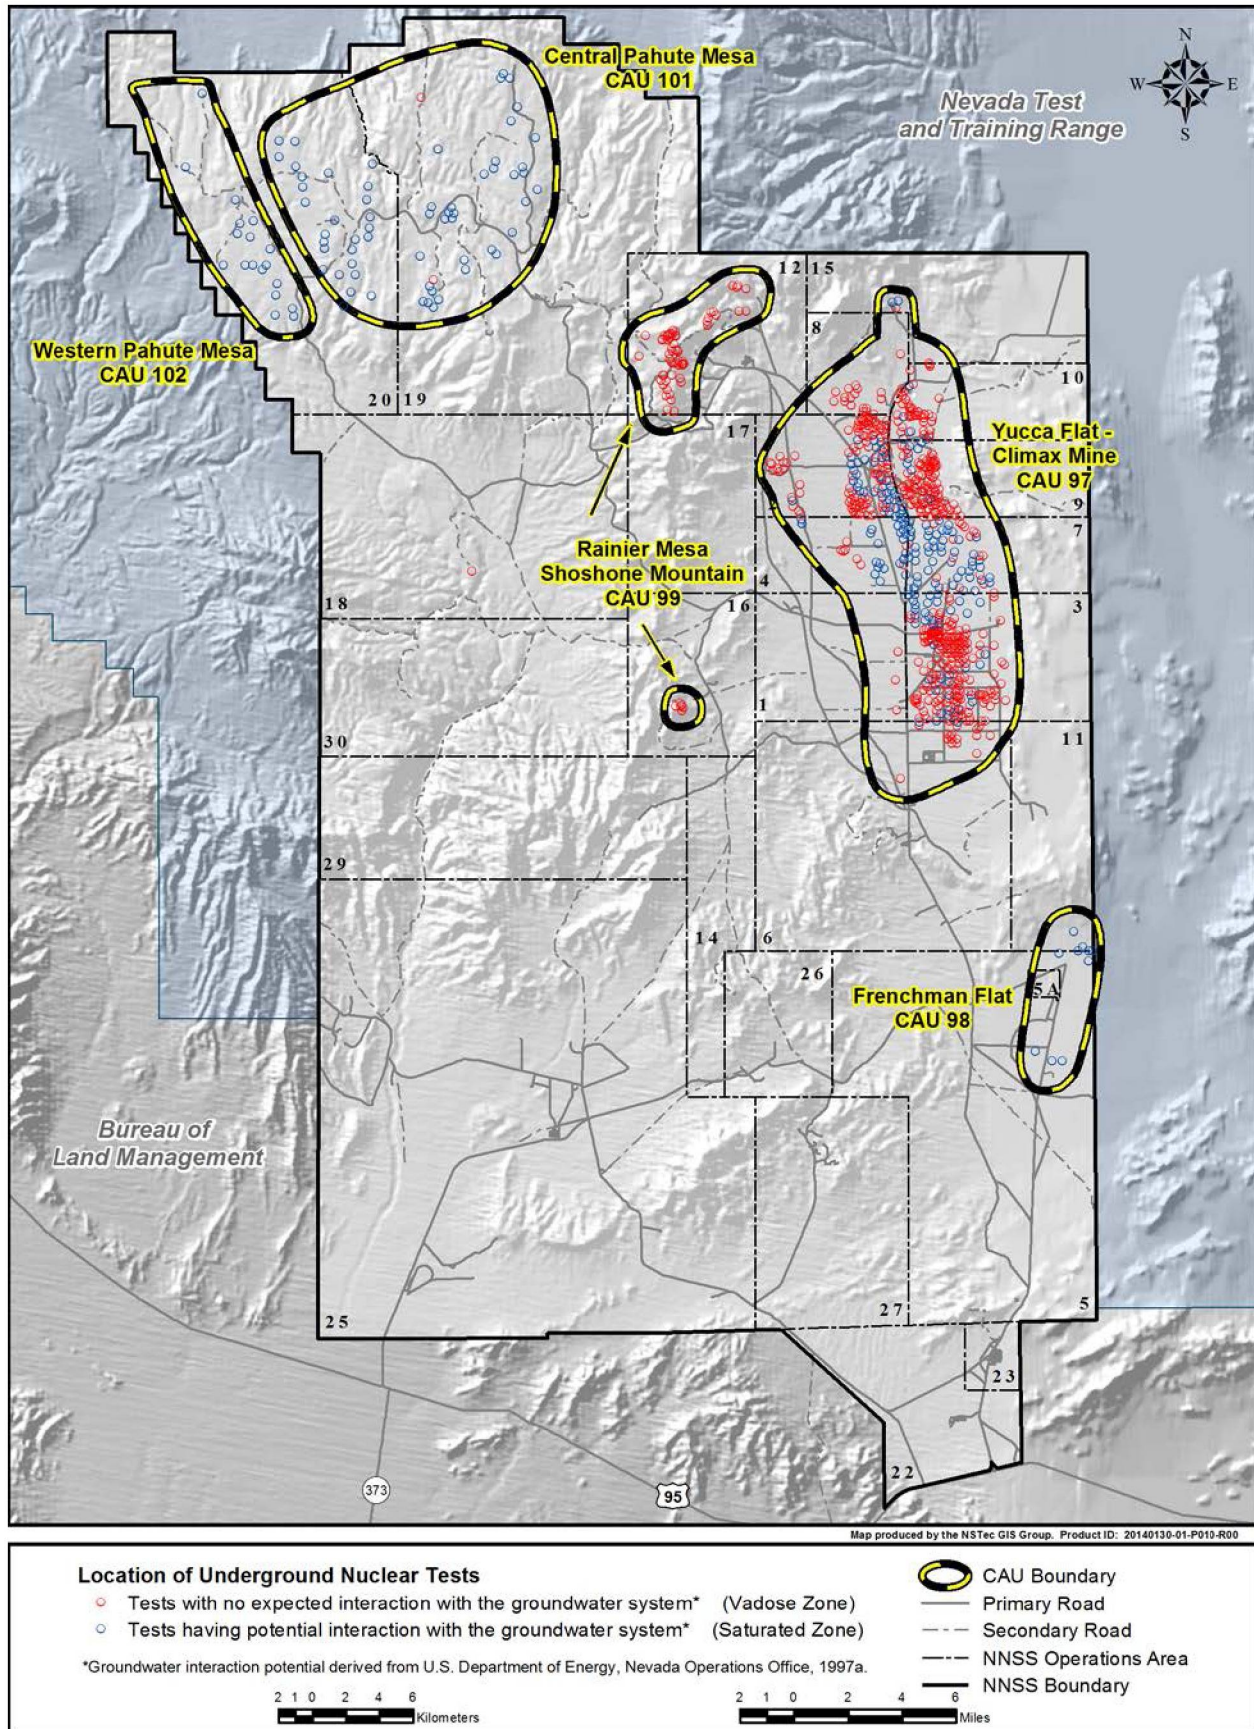 Central Pahute Mesa
CAU 101
N
W
E
S
Nevada Test
and Training Range
Western Pahute Mesa
CAU 102
12
15
8
10
20
19
17
Yucca Flat -
Climax Mine
CAU 97
9
7
2
Rainier Mesa
Shoshone Mountain
CAU 99
4
3
18
16
1
30
11
29
14
6
26
5A
Frenchman Flat
CAU 98
Bureau of
Land Management
25
27
5
23
22
373
95
Map produced by the NSTec GIS Group. Product ID: 20140130-01-P010-R00
Location of Underground Nuclear Tests
Tests with no expected interaction with the groundwater system* (Vadose Zone)
Tests having potential interaction with the groundwater system* (Saturated Zone)
*Groundwater interaction potential derived from U.S. Department of Energy, Nevada Operations Office, 1997a.
2 1 0 2 4 6
Kilometers
2 1 0 2 4 6
Miles
CAU Boundary
Primary Road
Secondary Road
NNSS Operations Area
NNSS Boundary